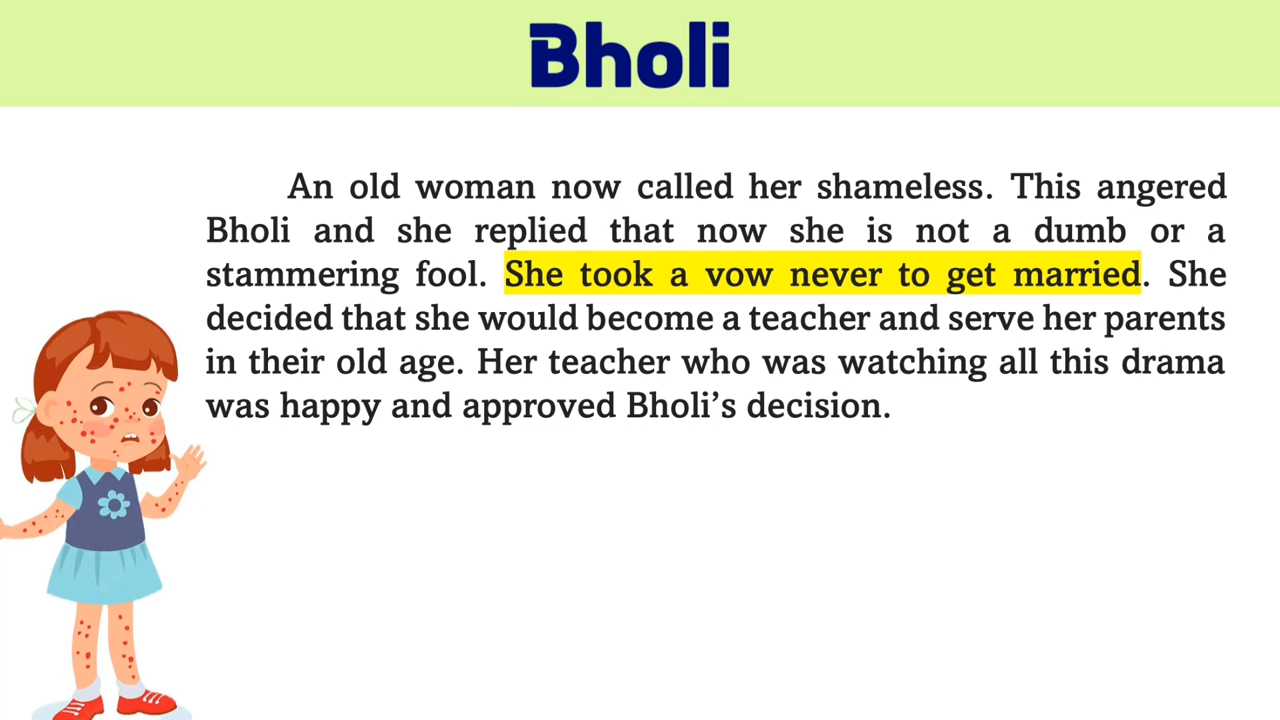 Bholi
An old woman now called her shameless. This angered
Bholi and she replied that now she is not a dumb or a
stammering fool. She took a vow never to get married. She
decided that she would become a teacher and serve her parents
in their old age. Her teacher who was watching all this drama
was happy and approved Bholi’s decision.